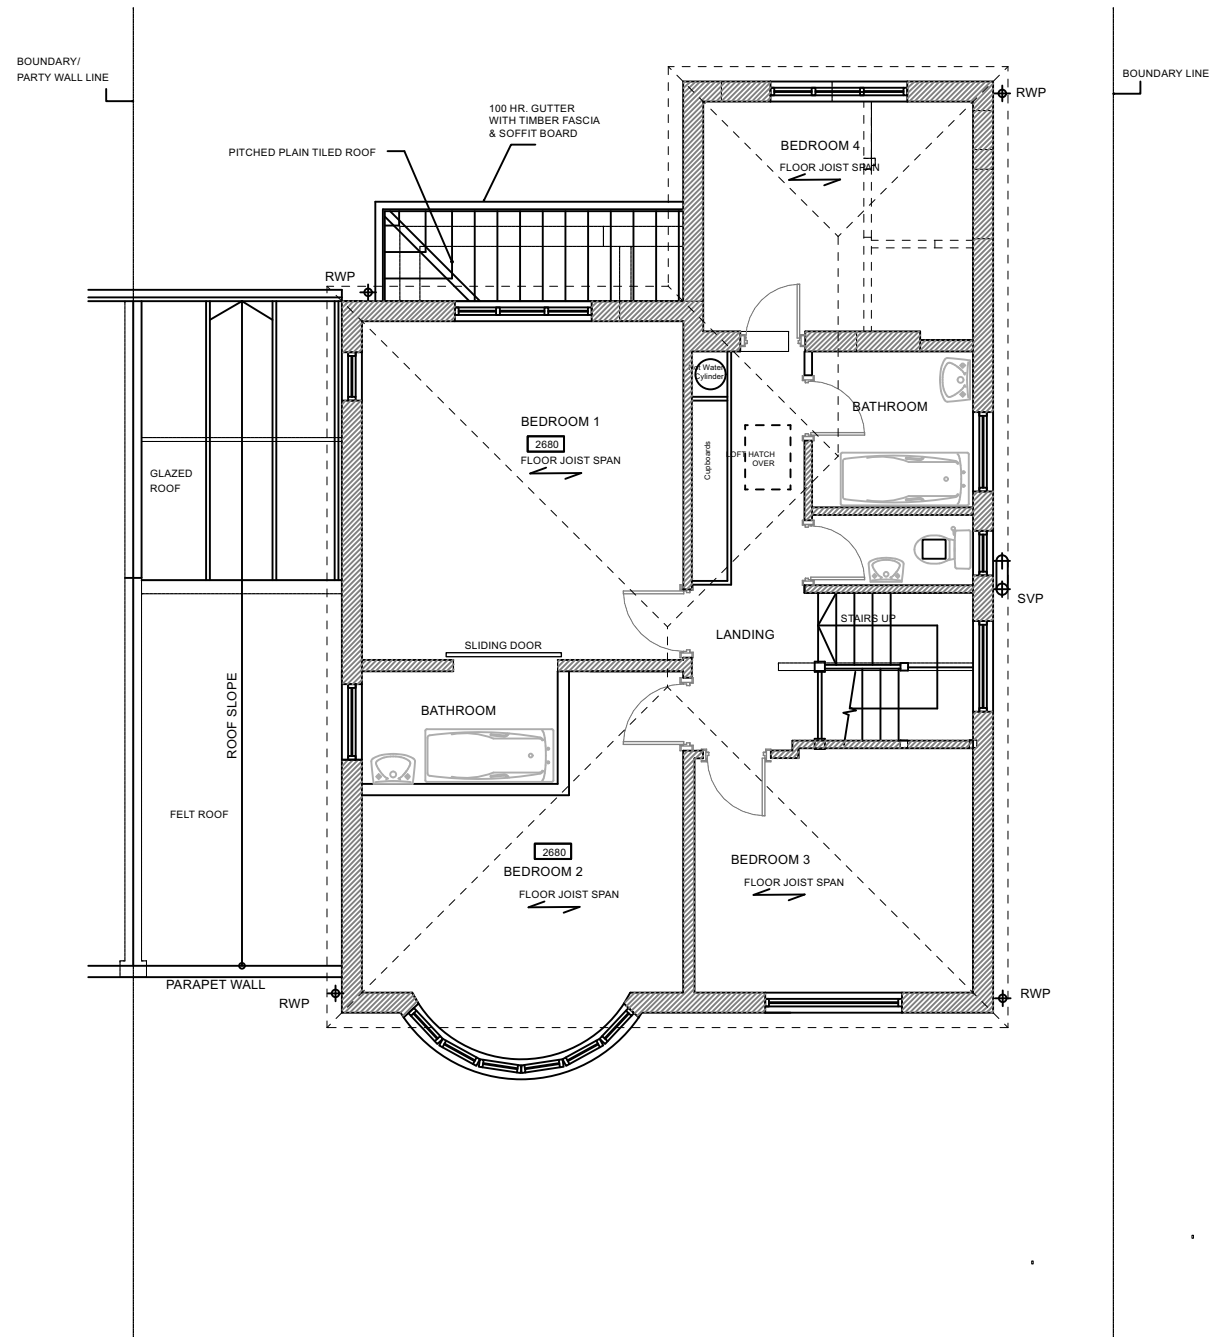 BOUNDARY/
PARTY WALL LINE
BOUNDARY LINE
RWP
100 HR. GUTTER
WITH TIMBER FASCIA
& SOFFIT BOARD
PITCHED PLAIN TILED ROOF
BEDROOM 4
FLOOR JOIST SPAN
RWP
Cylinder
BATHROOM
BEDROOM 1
2680
FLOOR JOIST SPAN
Cupboards
LOFT HATCH
OVER
GLAZED
ROOF
SVP
STAIRS UP
LANDING
SLIDING DOOR
BATHROOM
ROOF SLOPE
FELT ROOF
2680
BEDROOM 2
FLOOR JOIST SPAN
BEDROOM 3
FLOOR JOIST SPAN
PARAPET WALL
RWP
RWP